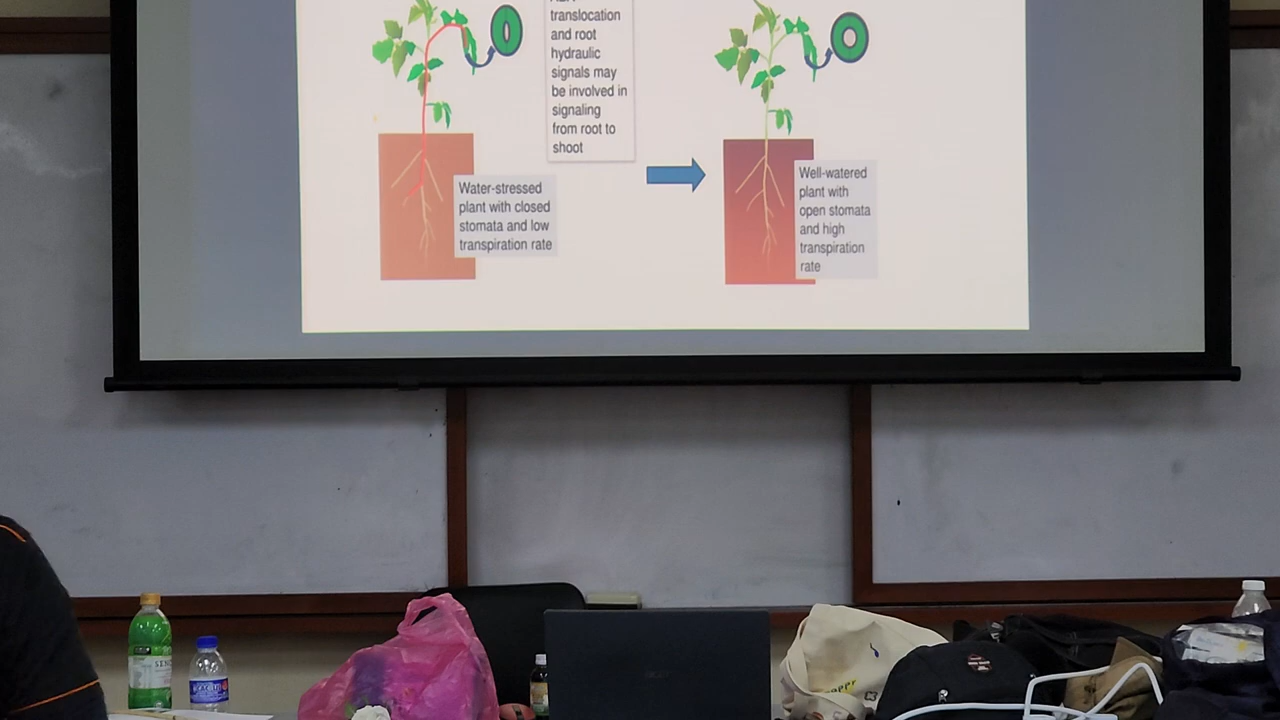 translocation
and root
hydraulic
signals may
be involved in
signaling
from root to
shoot
Water-stressed
plant with closed
stomata and low
transpiration rate
Well-watered
plant with
open stomata
and high
transpiration
rate
acer